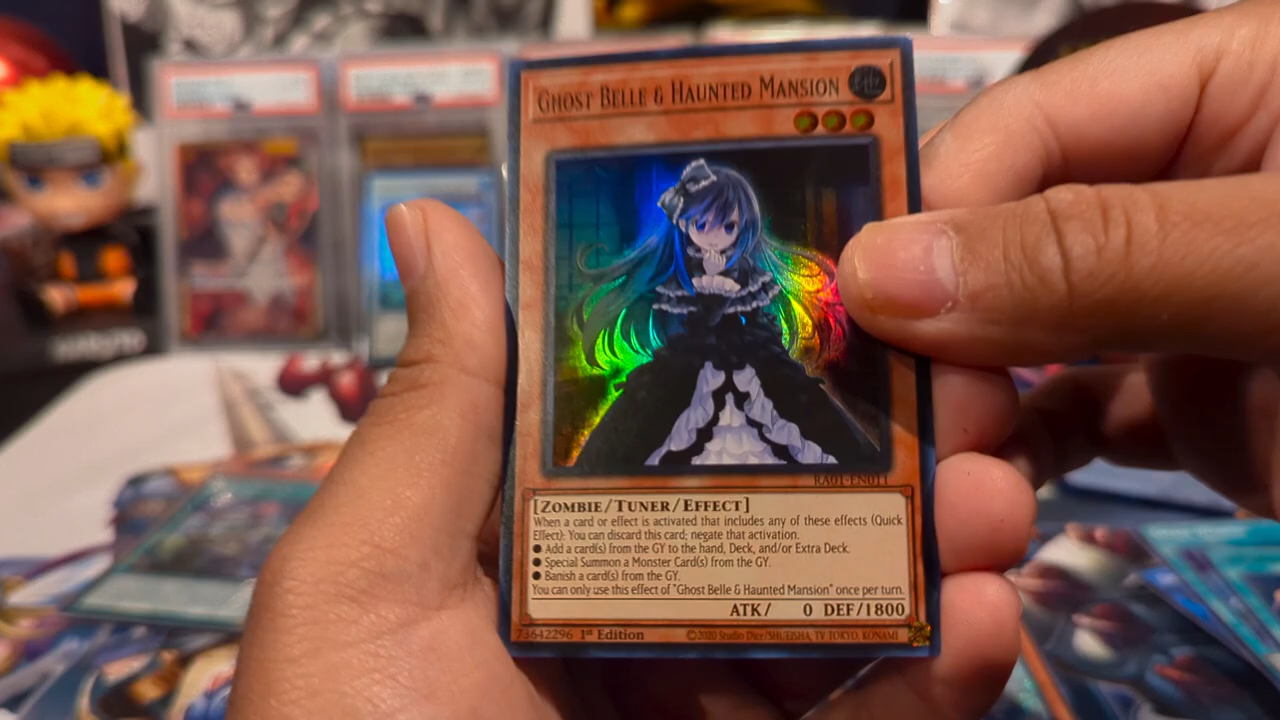 GHOST BELLE & HAUNTED MANSION
RA01-EN011
[ZOMBIE/TUNER/EFFECT]
When a card or effect is activated that includes any of these effects (Quick
Effect): You can discard this card; negate that activation.
● Add a card(s) from the GY to the hand, Deck, and/or Extra Deck.
● Special Summon a Monster Card(s) from the GY.
● Banish a card(s) from the GY.
You can only use this effect of "Ghost Belle & Haunted Mansion" once per turn.
ATK/ 0 DEF/1800
73642296 1st Edition ©2020 Studio Dice/SHUEISHA, TV TOKYO, KONAMI